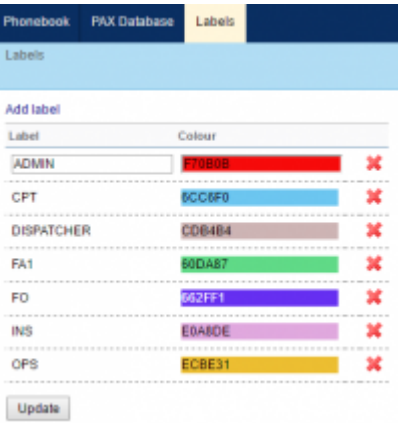 Phonebook PAX Database Labels
Labels
Add label
Label Colour
ADMIN F70B0B
CPT 6CC6F0
DISPATCHER CDB4B4
FA1 60DA87
FO 662FF1
INS E0A8DE
OPS ECBE31
Update